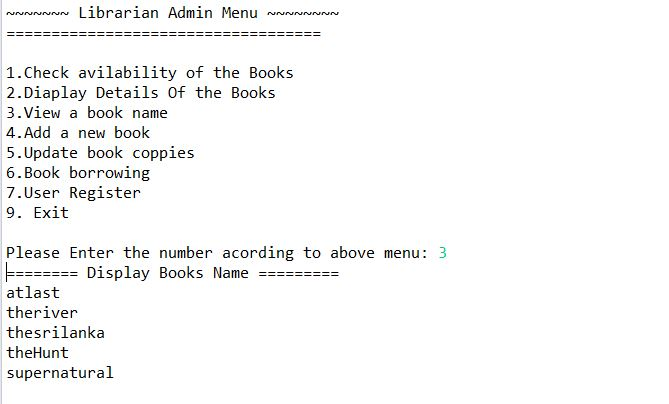 ~~~~~~~ Librarian Admin Menu ~~~~~~~~
===================================
1.Check avilability of the Books
2.Diaplay Details Of the Books
3.View a book name
4.Add a new book
5.Update book coppies
6.Book borrowing
7.User Register
9. Exit
Please Enter the number acording to above menu: 3
======== Display Books Name =========
atlast
theriver
thesrilanka
theHunt
supernatural